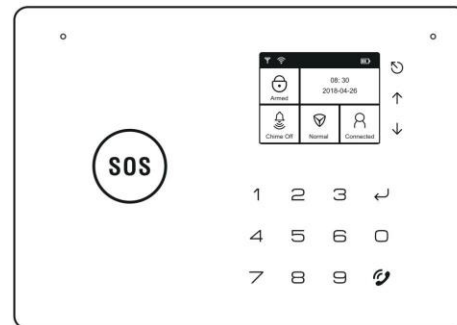 08: 30
2018-04-26
Armed
Chime Off Normal Connected
SOS
1 2 3
4 5 6 0
7 8 9